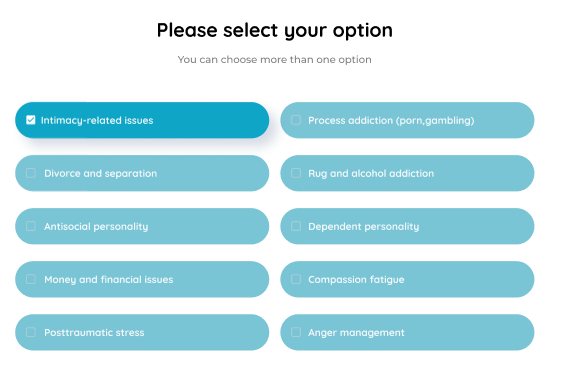 Please select your option
You can choose more than one option
Intimacy-related issues
Process addiction (porn,gambling)
Divorce and separation
Rug and alcohol addiction
Antisocial personality
Dependent personality
Money and financial issues
Compassion fatigue
Posttraumatic stress
Anger management